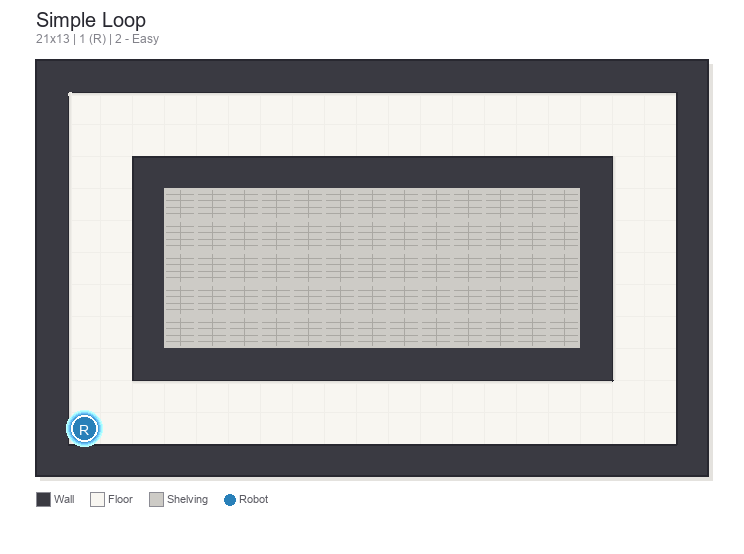 Simple Loop
21x13 | 1 (R) | 2 - Easy
R
Wall
Floor
Shelving
Robot